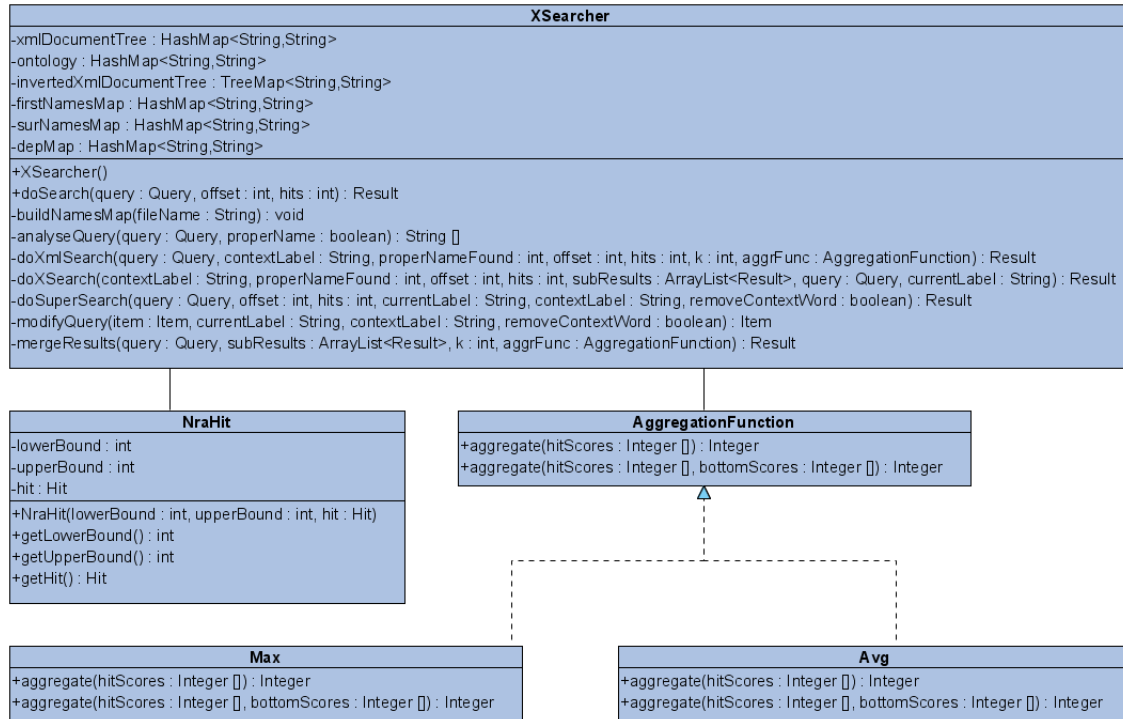 XSearcher
-xmlDocumentTree : HashMap<String,String>
-ontology : HashMap<String,String>
-invertedXmlDocumentTree : TreeMap<String,String>
-firstNamesMap : HashMap<String,String>
-surNamesMap : HashMap<String,String>
-depMap : HashMap<String,String>
+XSearcher()
+doSearch(query : Query, offset : int, hits : int) : Result
-buildNamesMap(fileName : String) : void
-analyseQuery(query : Query, properName : boolean) : String []
-doXmlSearch(query : Query, contextLabel : String, properNameFound : int, offset : int, hits : int, k : int, aggrFunc : AggregationFunction) : Result
-doXSearch(contextLabel : String, properNameFound : int, offset : int, hits : int, subResults : ArrayList<Result>, query : Query, currentLabel : String) : Result
-doSuperSearch(query : Query, offset : int, hits : int, currentLabel : String, contextLabel : String, removeContextWord : boolean) : Result
-modifyQuery(item : Item, currentLabel : String, contextLabel : String, removeContextWord : boolean) : Item
-mergeResults(query : Query, subResults : ArrayList<Result>, k : int, aggrFunc : AggregationFunction) : Result
NraHit
-lowerBound : int
-upperBound : int
-hit : Hit
+NraHit(lowerBound : int, upperBound : int, hit : Hit)
+getLowerBound() : int
+getUpperBound() : int
+getHit() : Hit
AggregationFunction
+aggregate(hitScores : Integer []) : Integer
+aggregate(hitScores : Integer [], bottomScores : Integer []) : Integer
Max
+aggregate(hitScores : Integer []) : Integer
+aggregate(hitScores : Integer [], bottomScores : Integer []) : Integer
Avg
+aggregate(hitScores : Integer []) : Integer
+aggregate(hitScores : Integer [], bottomScores : Integer []) : Integer